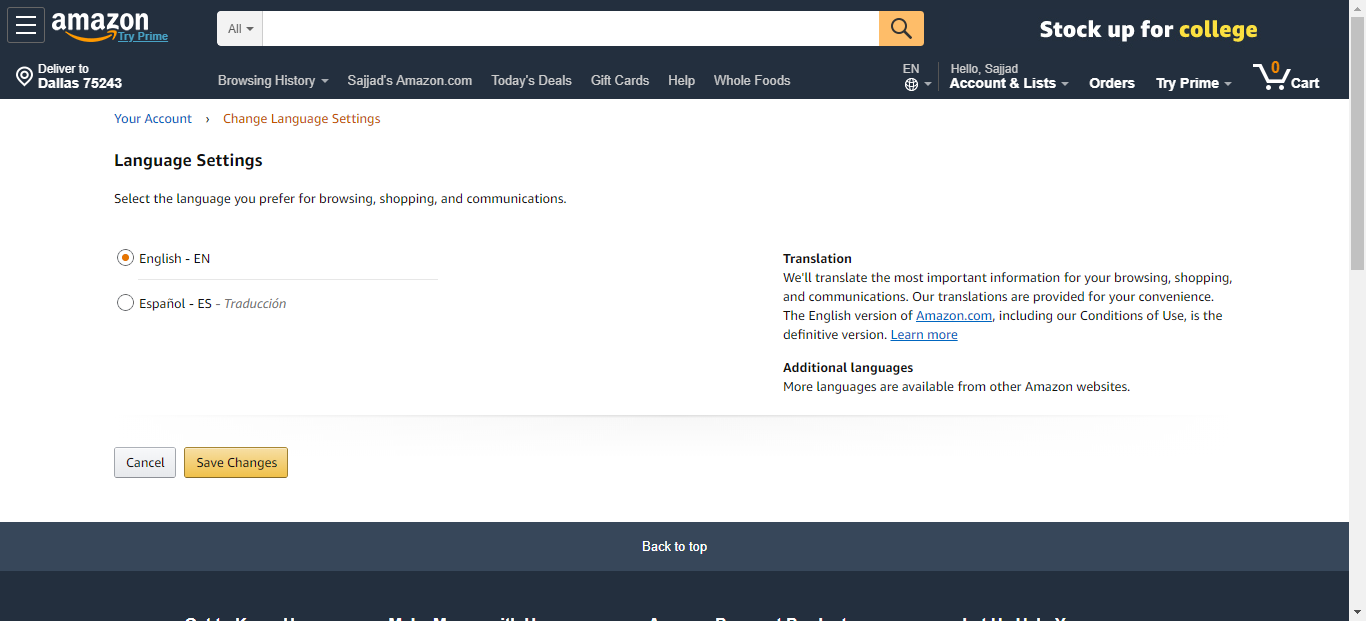 amazon
Try Prime
All
Stock up for college
Deliver to
Dallas 75243
Browsing History
Sajjad's Amazon.com
Today's Deals
Gift Cards
Help
Whole Foods
EN
Hello, Sajjad
Account & Lists
Orders
Try Prime
0
Cart
Your Account › Change Language Settings
Language Settings
Select the language you prefer for browsing, shopping, and communications.
English - EN
Español - ES - Traducción
Translation
We'll translate the most important information for your browsing, shopping,
and communications. Our translations are provided for your convenience.
The English version of Amazon.com, including our Conditions of Use, is the
definitive version. Learn more
Additional languages
More languages are available from other Amazon websites.
Cancel
Save Changes
Back to top